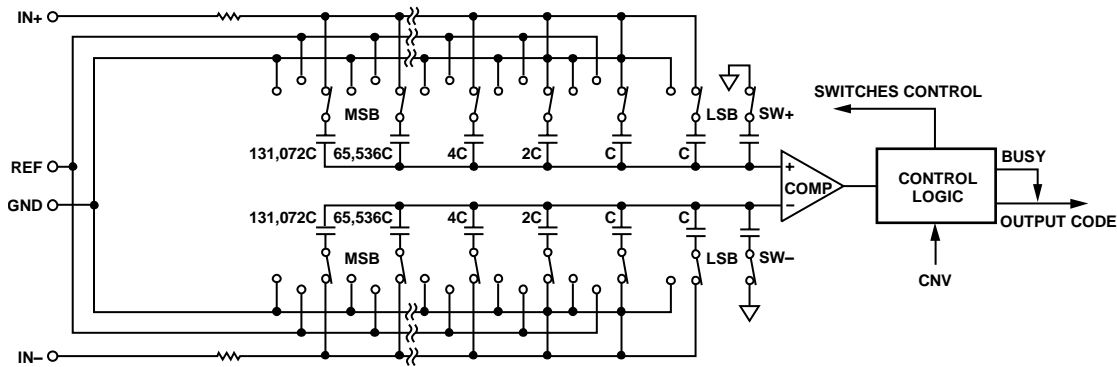 IN+
SWITCHES CONTROL
MSB
LSB
SW+
131,072C 65,536C 4C 2C C C
BUSY
REF
COMP
+
−
CONTROL
LOGIC
GND
OUTPUT CODE
131,072C 65,536C 4C 2C C C
MSB
LSB
SW−
CNV
IN−